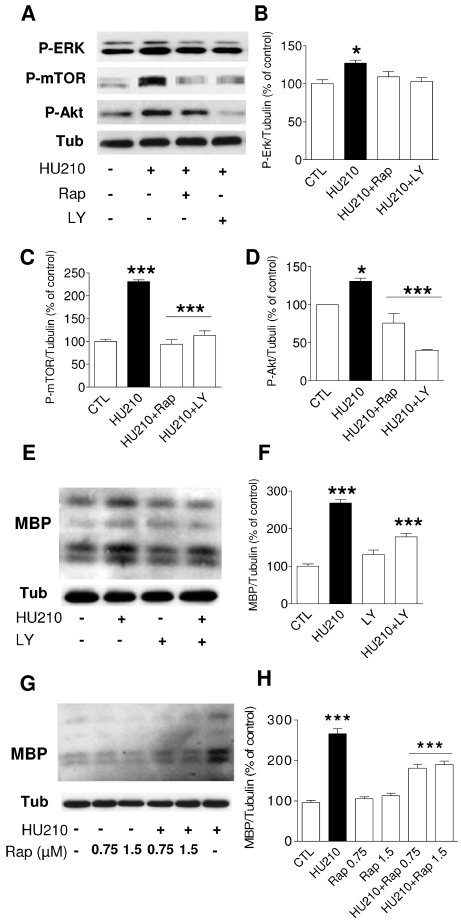 A
P-ERK
P-mTOR
P-Akt
Tub
HU210 - + + +
Rap - - + -
LY - - - +
B
P-Erk/Tubulin (% of control)
150
100
50
0
*
CTL
HU210
HU210+Rap
HU210+LY
C
P-mTOR/Tubulin (% of control)
250
200
150
100
50
0
***
***
CTL
HU210
HU210+Rap
HU210+LY
D
P-Akt/Tubuli (% of control)
150
100
50
0
*
***
CTL
HU210
HU210+Rap
HU210+LY
E
MBP
Tub
HU210 - + - +
LY - - + +
F
MBP/Tubulin (% of control)
300
200
100
0
***
***
CTL
HU210
LY
HU210+LY
G
MBP
Tub
HU210 - - - + + +
Rap (µM) - 0.75 1.5 0.75 1.5 -
H
MBP/Tubulin (% of control)
300
200
100
0
***
***
CTL
HU210
Rap 0.75
Rap 1.5
HU210+Rap 0.75
HU210+Rap 1.5